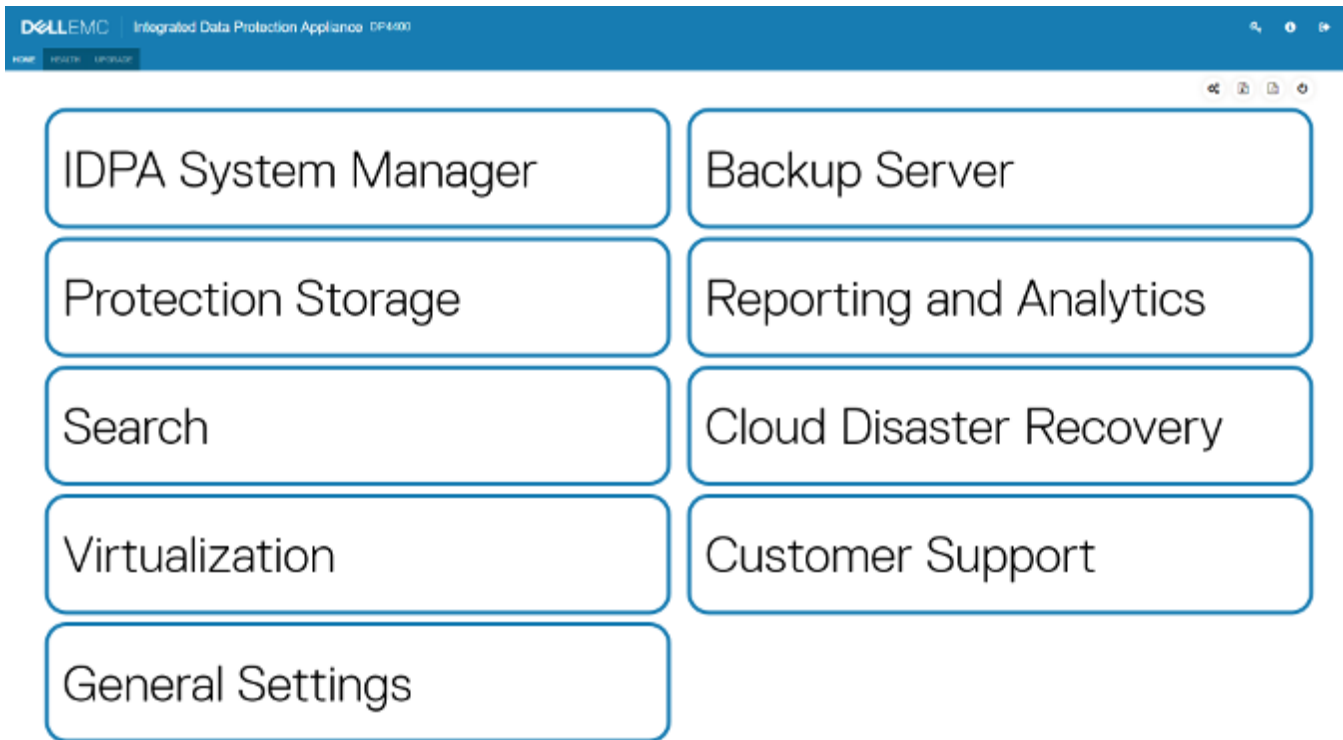 DELLEMC Integrated Data Protection Appliance DP4400
HOME HEALTH UPGRADE
IDPA System Manager
Backup Server
Protection Storage
Reporting and Analytics
Search
Cloud Disaster Recovery
Virtualization
Customer Support
General Settings